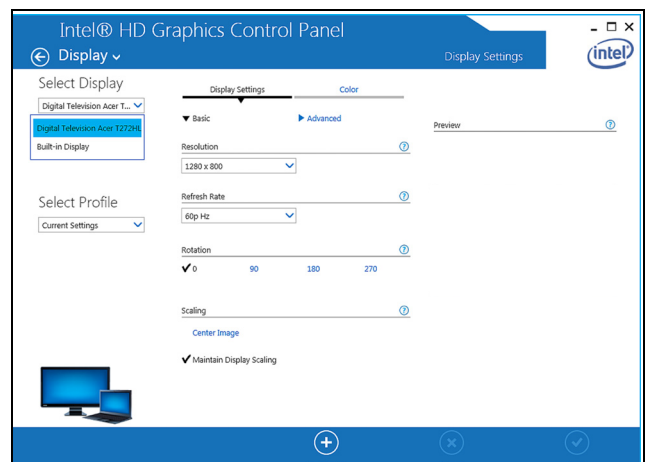 Intel® HD Graphics Control Panel
Display
Display Settings
intel
Select Display
Digital Television Acer T...
Digital Television Acer T272HL
Built-in Display
Select Profile
Current Settings
Display Settings
Color
Basic
Advanced
Resolution
?
1280 x 800
Refresh Rate
?
60p Hz
Rotation
?
0 90 180 270
Scaling
?
Center Image
Maintain Display Scaling
Preview
?